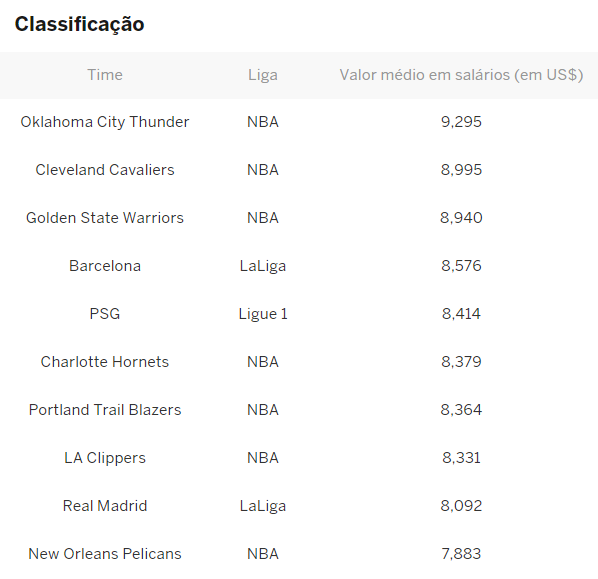 Classificação
Time Liga Valor médio em salários (em US$)
Oklahoma City Thunder NBA 9,295
Cleveland Cavaliers NBA 8,995
Golden State Warriors NBA 8,940
Barcelona LaLiga 8,576
PSG Ligue 1 8,414
Charlotte Hornets NBA 8,379
Portland Trail Blazers NBA 8,364
LA Clippers NBA 8,331
Real Madrid LaLiga 8,092
New Orleans Pelicans NBA 7,883